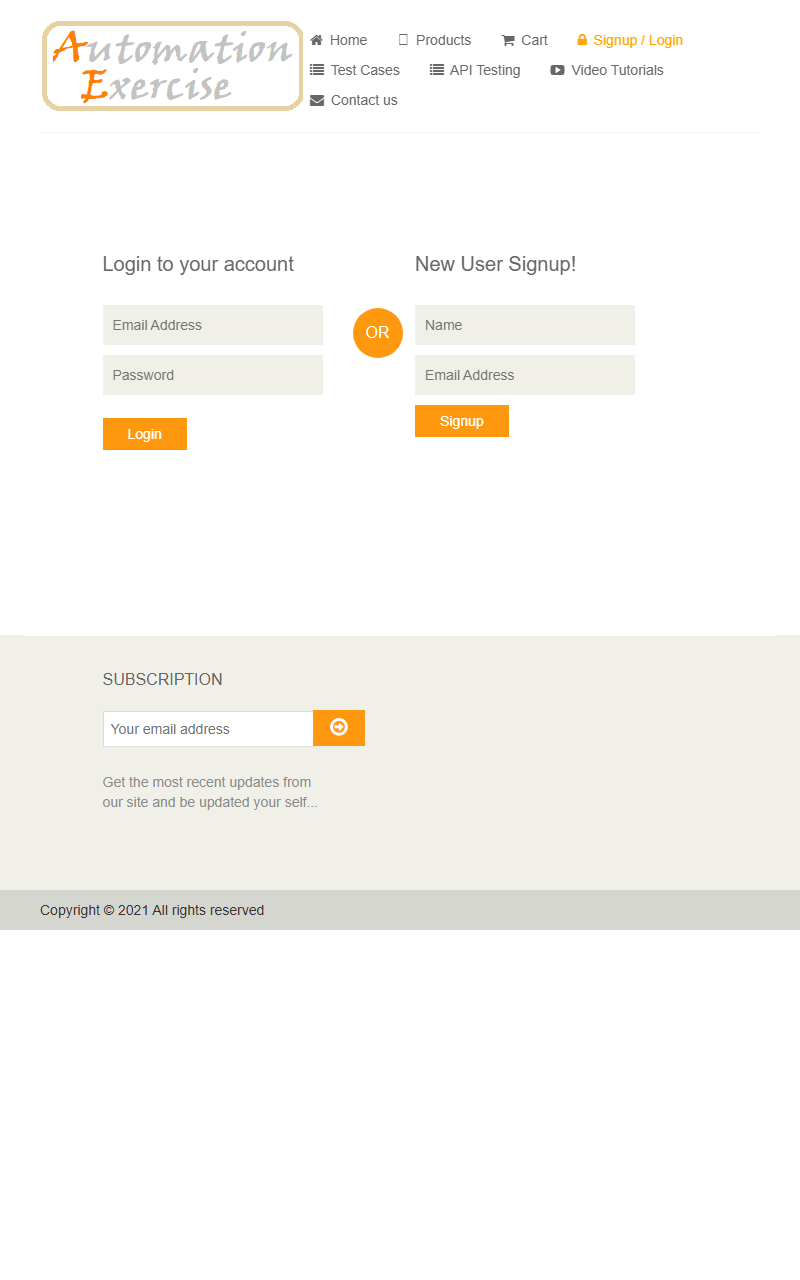 Automation
Exercise
Home Products Cart Signup / Login
Test Cases API Testing Video Tutorials
Contact us
Login to your account
Email Address
Password
Login
OR
New User Signup!
Name
Email Address
Signup
SUBSCRIPTION
Your email address
Get the most recent updates from
our site and be updated your self...
Copyright © 2021 All rights reserved